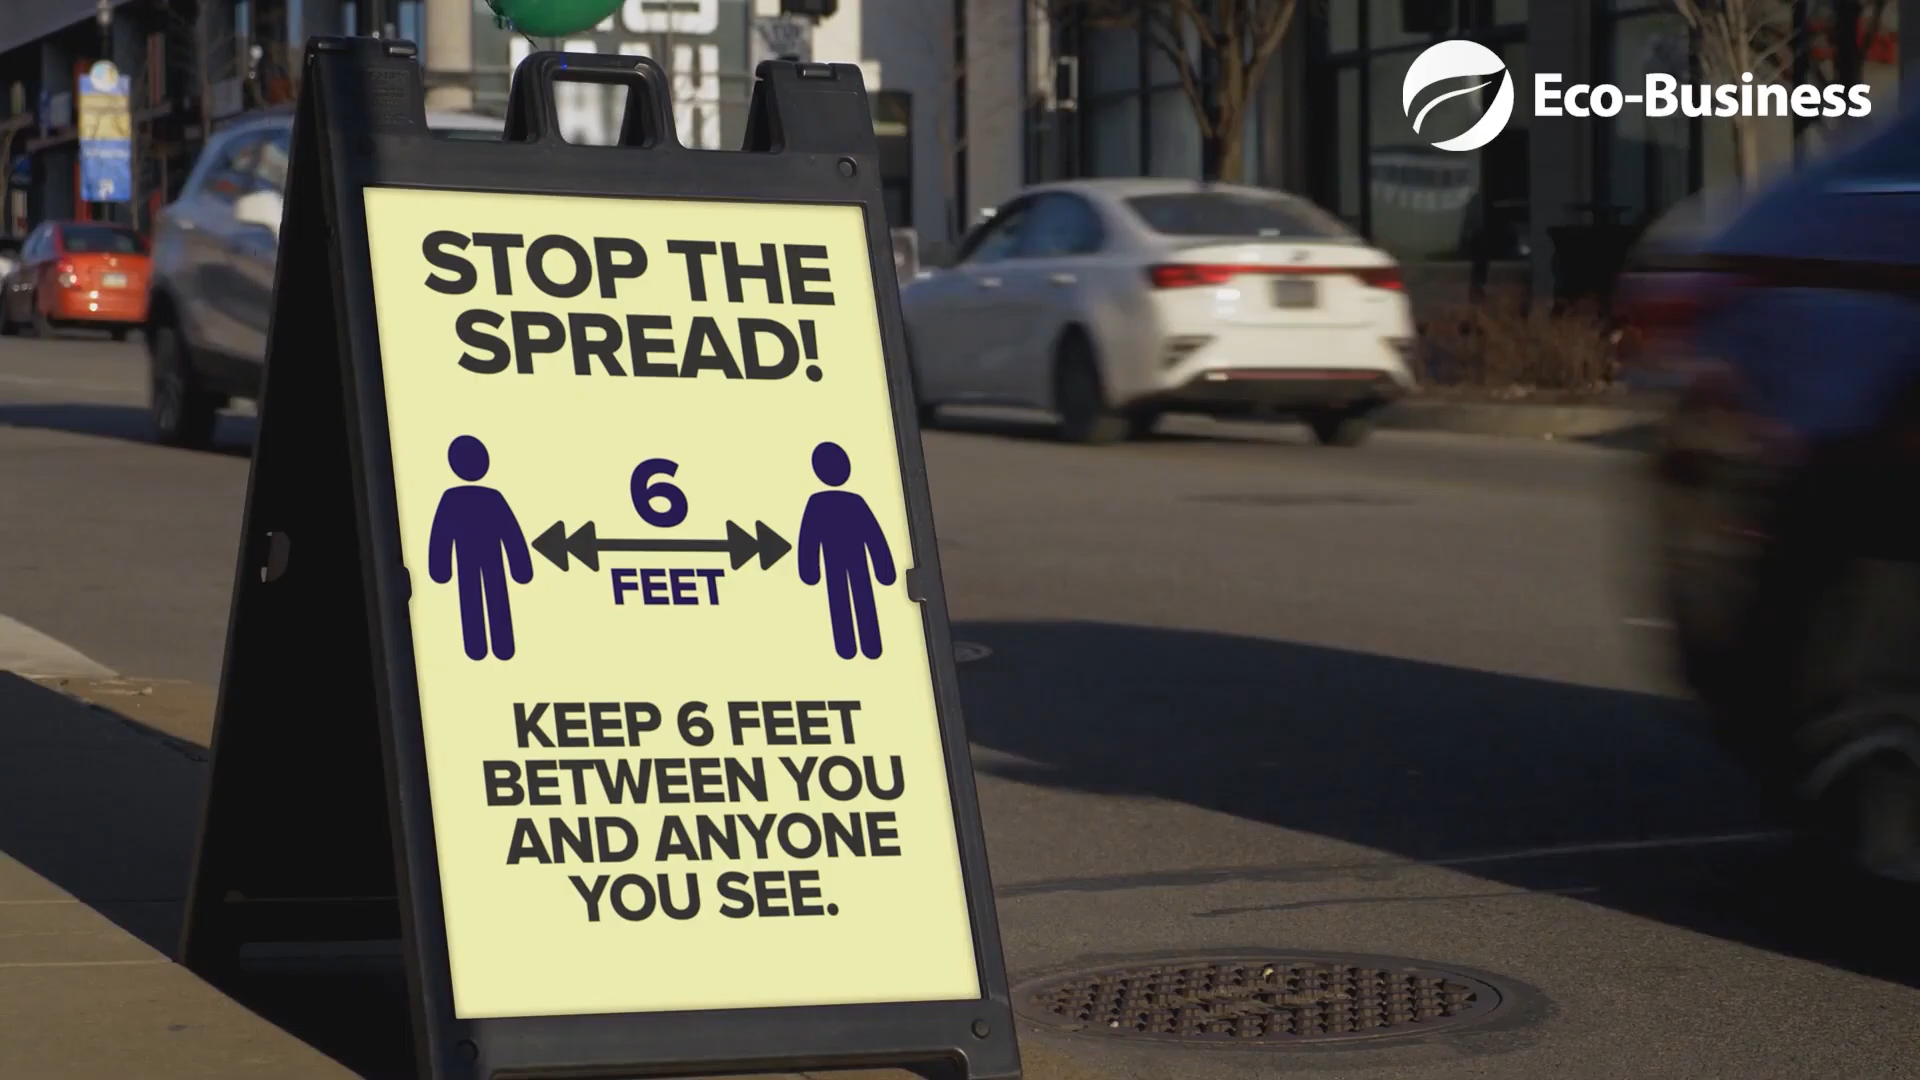 Eco-Business
STOP THE
SPREAD!
6
FEET
KEEP 6 FEET
BETWEEN YOU
AND ANYONE
YOU SEE.